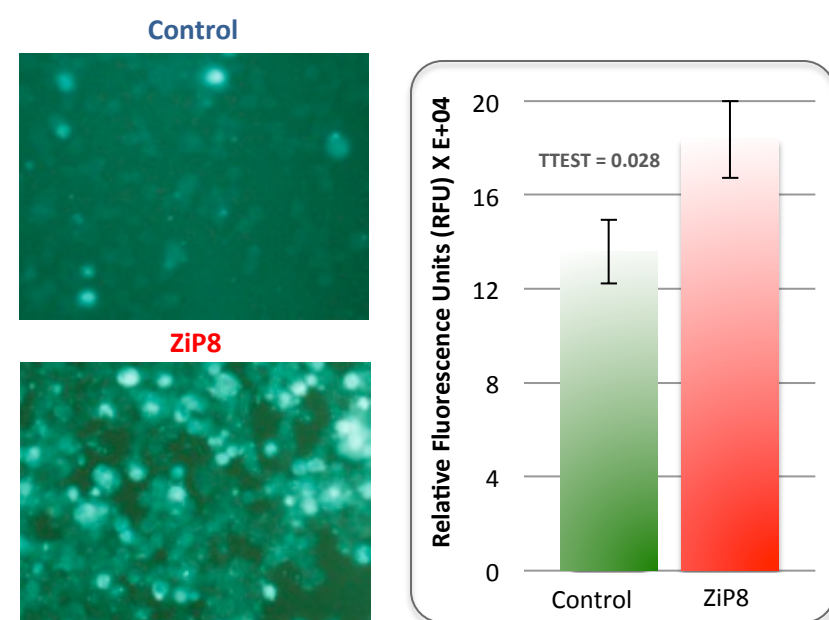 Control
ZiP8
Relative Fluorescence Units (RFU) X E+04
20
16
12
8
4
0
TTEST = 0.028
Control
ZiP8